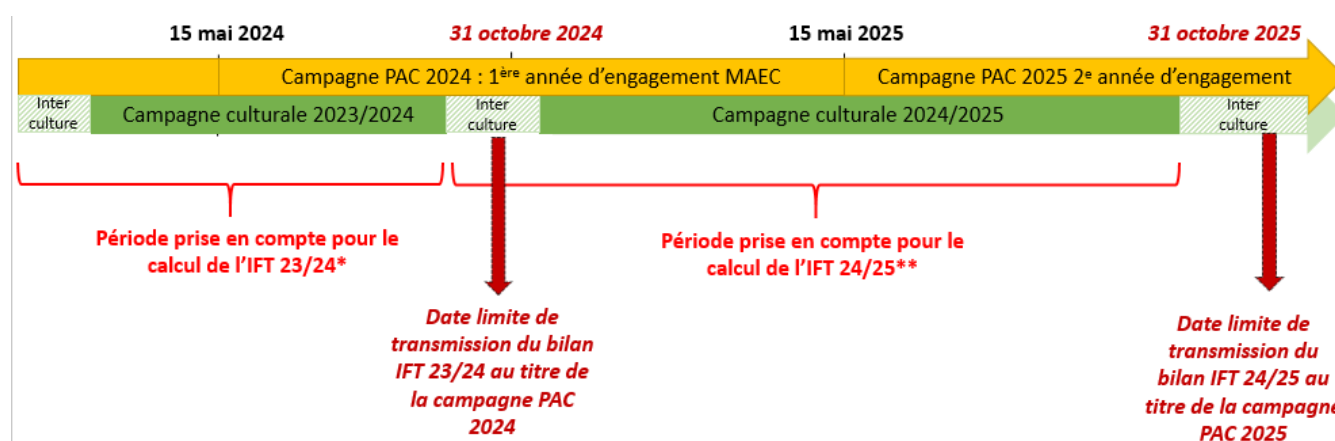 15 mai 2024
31 octobre 2024
15 mai 2025
31 octobre 2025
Campagne PAC 2024 : 1ère année d’engagement MAEC
Campagne PAC 2025 2e année d’engagement
Inter
culture
Campagne culturale 2023/2024
Inter
culture
Campagne culturale 2024/2025
Inter
culture
Période prise en compte pour le
calcul de l’IFT 23/24*
Période prise en compte pour le
calcul de l’IFT 24/25**
Date limite de
transmission du bilan
IFT 23/24 au titre de
la campagne PAC
2024
Date limite de
transmission du
bilan IFT 24/25 au
titre de la campagne
PAC 2025